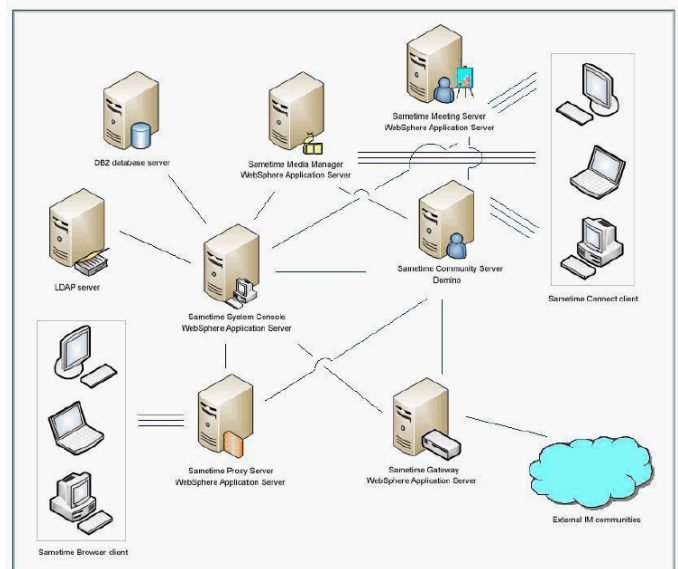 Sametime Meeting Server
WebSphere Application Server
DB2 database server
Sametime Media Manager
WebSphere Application Server
LDAP server
Sametime Community Server
Domino
Sametime Connect client
Sametime System Console
WebSphere Application Server
Sametime Proxy Server
WebSphere Application Server
Sametime Gateway
WebSphere Application Server
External IM communities
Sametime Browser client